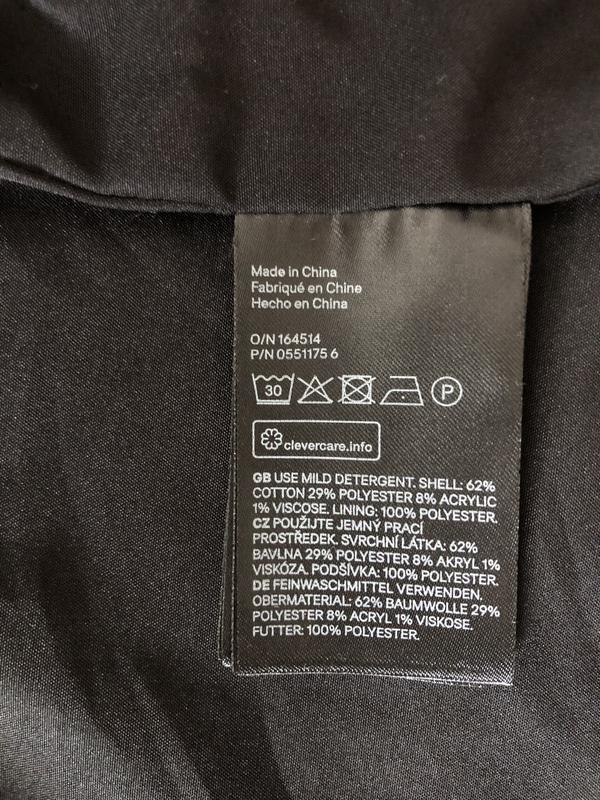 Made in China
Fabriqué en Chine
Hecho en China
O/N 164514
P/N 0551175 6
30 P
clevercare.info
GB USE MILD DETERGENT. SHELL: 62%
COTTON 29% POLYESTER 8% ACRYLIC
1% VISCOSE. LINING: 100% POLYESTER.
CZ POUŽIJTE JEMNÝ PRACÍ
PROSTŘEDEK. SVRCHNÍ LÁTKA: 62%
BAVLNA 29% POLYESTER 8% AKRYL 1%
VISKÓZA. PODŠÍVKA: 100% POLYESTER.
DE FEINWASCHMITTEL VERWENDEN.
OBERMATERIAL: 62% BAUMWOLLE 29%
POLYESTER 8% ACRYL 1% VISKOSE.
FUTTER: 100% POLYESTER.